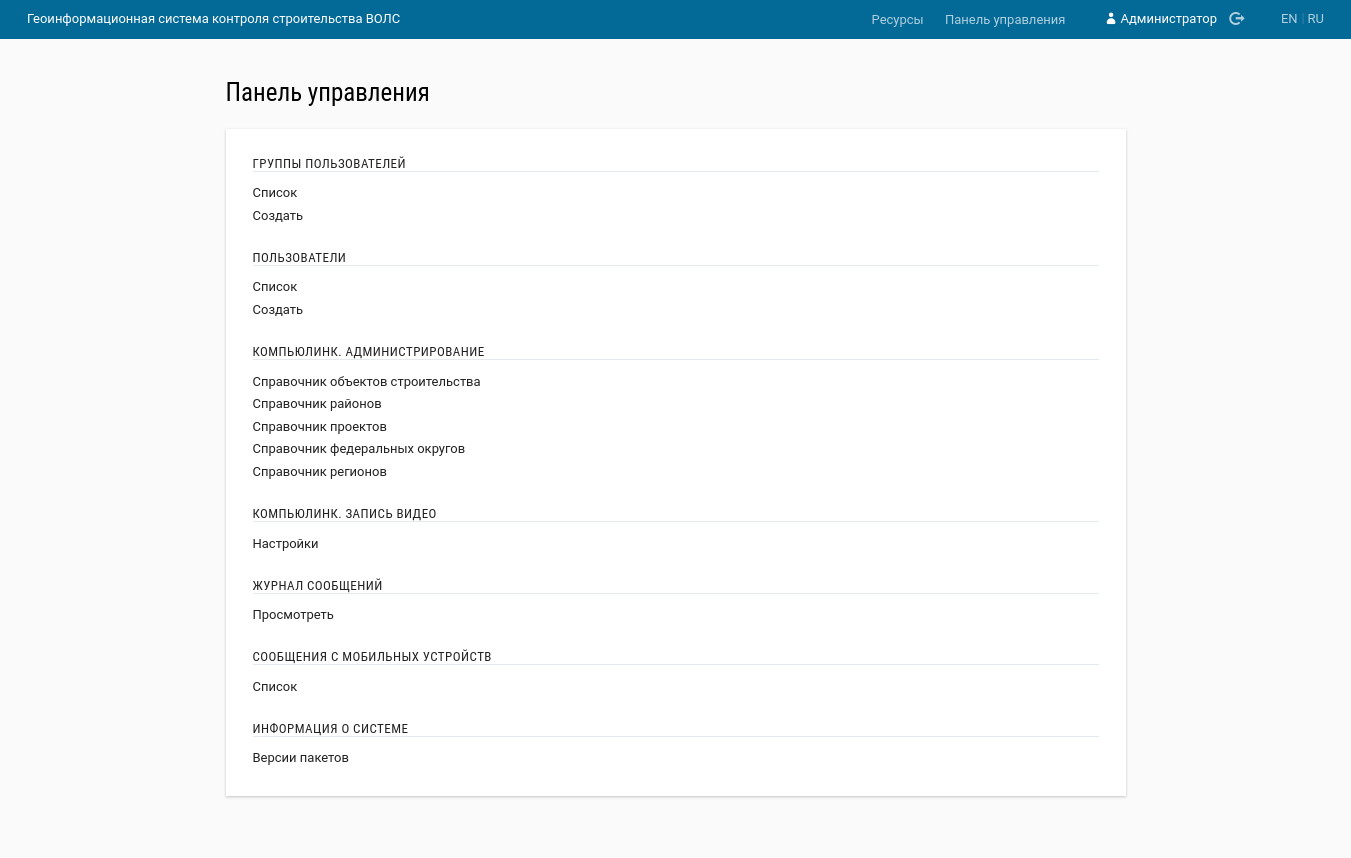 Геоинформационная система контроля строительства ВОЛС
Ресурсы
Панель управления
Администратор
EN | RU
Панель управления
ГРУППЫ ПОЛЬЗОВАТЕЛЕЙ
Список
Создать
ПОЛЬЗОВАТЕЛИ
Список
Создать
КОМПЬЮЛИНК. АДМИНИСТРИРОВАНИЕ
Справочник объектов строительства
Справочник районов
Справочник проектов
Справочник федеральных округов
Справочник регионов
КОМПЬЮЛИНК. ЗАПИСЬ ВИДЕО
Настройки
ЖУРНАЛ СООБЩЕНИЙ
Просмотреть
СООБЩЕНИЯ С МОБИЛЬНЫХ УСТРОЙСТВ
Список
ИНФОРМАЦИЯ О СИСТЕМЕ
Версии пакетов